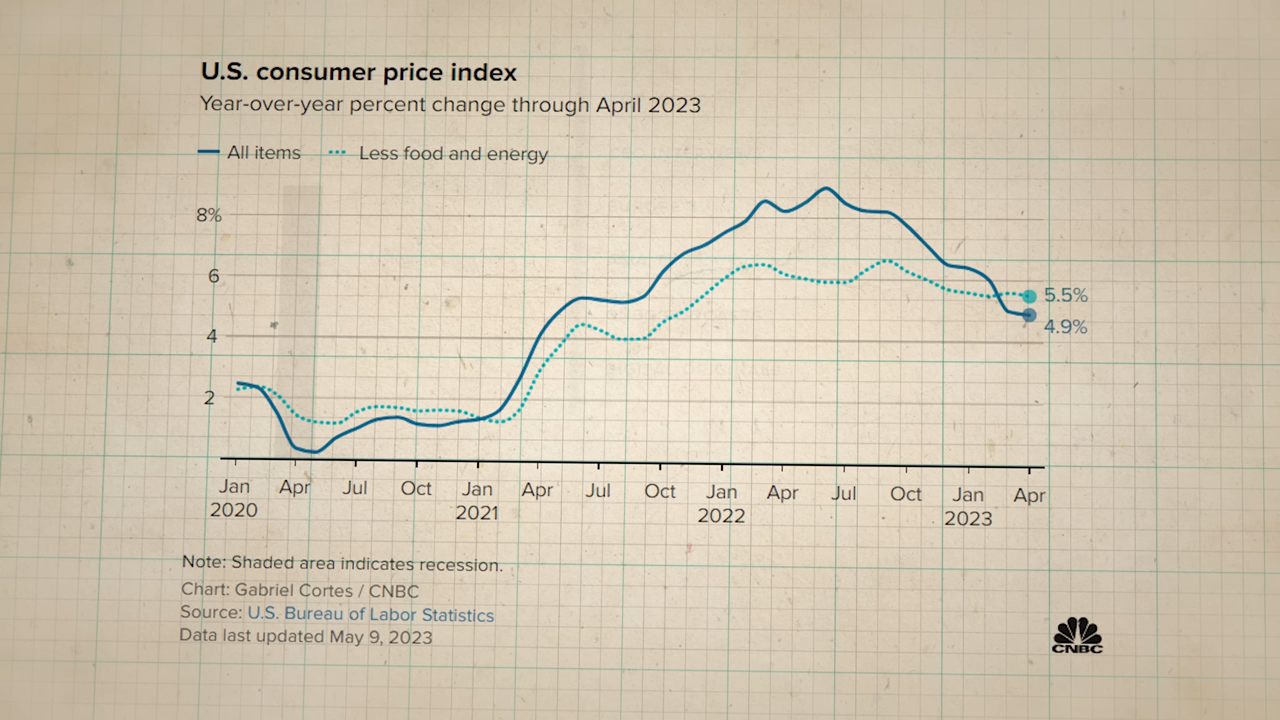 U.S. consumer price index
Year-over-year percent change through April 2023
All items Less food and energy
8%
6
4
2
5.5%
4.9%
Jan Apr Jul Oct Jan Apr Jul Oct Jan Apr Jul Oct Jan Apr
2020 2021 2022 2023
Note: Shaded area indicates recession.
Chart: Gabriel Cortes / CNBC
Source: U.S. Bureau of Labor Statistics
Data last updated May 9, 2023
CNBC